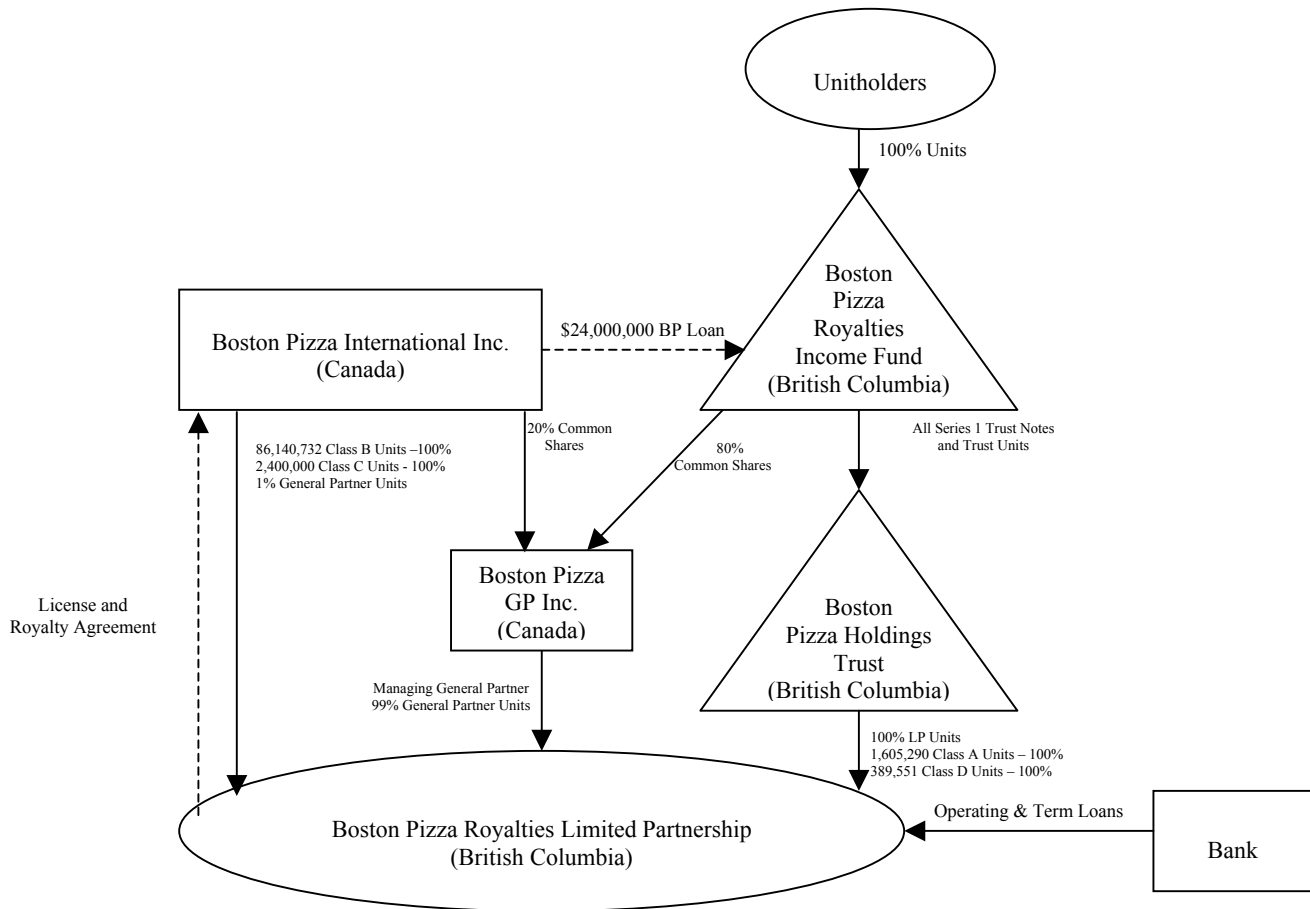 Unitholders
100% Units
Boston
Pizza
Royalties
Income Fund
(British Columbia)
Boston Pizza International Inc.
(Canada)
$24,000,000 BP Loan
20% Common
Shares
80%
Common Shares
All Series 1 Trust Notes
and Trust Units
86,140,732 Class B Units –100%
2,400,000 Class C Units - 100%
1% General Partner Units
Boston Pizza
GP Inc.
(Canada)
License and
Royalty Agreement
Boston
Pizza Holdings
Trust
(British Columbia)
Managing General Partner
99% General Partner Units
100% LP Units
1,605,290 Class A Units – 100%
389,551 Class D Units – 100%
Operating & Term Loans
Boston Pizza Royalties Limited Partnership
(British Columbia)
Bank